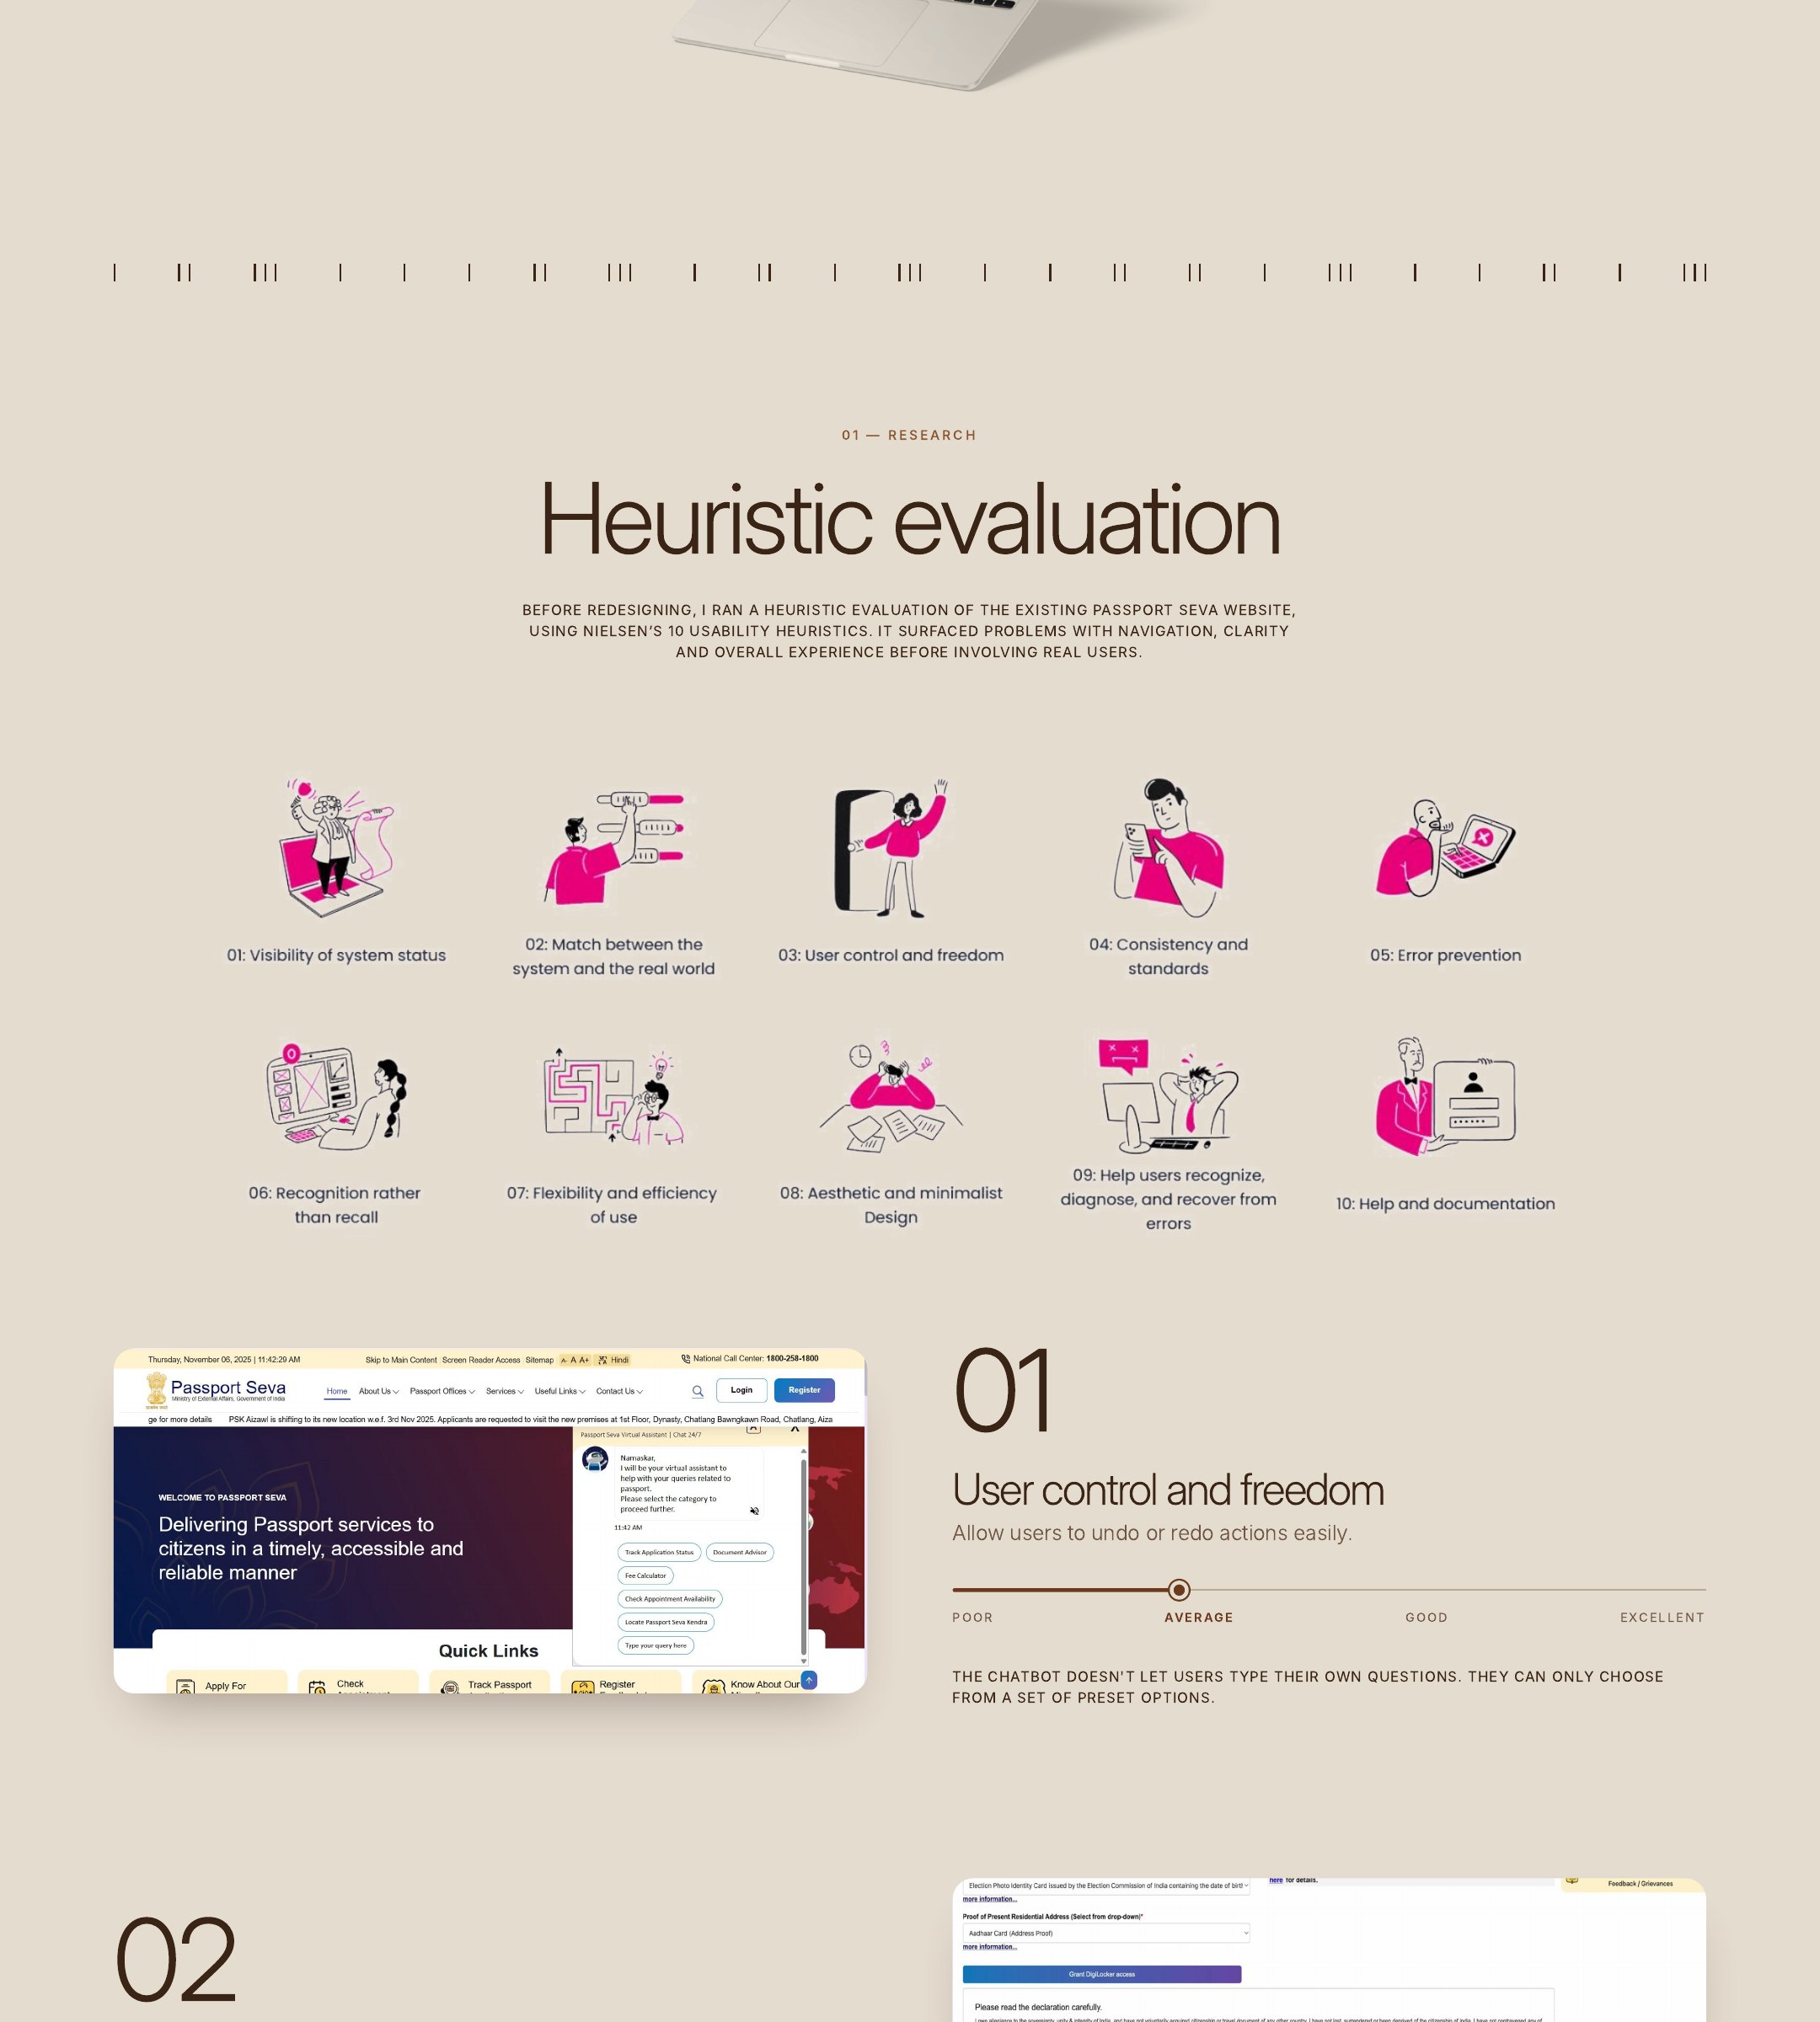 01 — RESEARCH
Heuristic evaluation
BEFORE REDESIGNING, I RAN A HEURISTIC EVALUATION OF THE EXISTING PASSPORT SEVA WEBSITE,
USING NIELSEN'S 10 USABILITY HEURISTICS. IT SURFACED PROBLEMS WITH NAVIGATION, CLARITY
AND OVERALL EXPERIENCE BEFORE INVOLVING REAL USERS.
01: Visibility of system status
02: Match between the
system and the real world
03: User control and freedom
04: Consistency and
standards
05: Error prevention
06: Recognition rather
than recall
07: Flexibility and efficiency
of use
08: Aesthetic and minimalist
Design
09: Help users recognize,
diagnose, and recover from
errors
10: Help and documentation
Thursday, November 06, 2025 | 11:42:29 AM
Skip to Main Content Screen Reader Access Sitemap A- A A+ Hindi
National Call Center: 1800-258-1800
Passport Seva
Ministry of External Affairs, Government of India
Home About Us Passport Offices Services Useful Links Contact Us
Login
Register
ge for more details PSK Aizawl is shifting to its new location w.e.f. 3rd Nov 2025. Applicants are requested to visit the new premises at 1st Floor, Dynasty, Chatlang Bawngkawn Road, Chatlang, Aiza
WELCOME TO PASSPORT SEVA
Delivering Passport services to
citizens in a timely, accessible and
reliable manner
Passport Seva Virtual Assistant | Chat 24/7
Namaskar,
I will be your virtual assistant to
help with your queries related to
passport.
Please select the category to
proceed further.
11:42 AM
Track Application Status
Document Advisor
Fee Calculator
Check Appointment Availability
Locate Passport Seva Kendra
Type your query here
Quick Links
Apply For
Check
Track Passport
Register
Know About Our
01
User control and freedom
Allow users to undo or redo actions easily.
POOR AVERAGE GOOD EXCELLENT
THE CHATBOT DOESN'T LET USERS TYPE THEIR OWN QUESTIONS. THEY CAN ONLY CHOOSE
FROM A SET OF PRESET OPTIONS.
02
Election Photo Identity Card issued by the Election Commission of India containing the date of birt
more information...
here for details.
Feedback / Grievances
Proof of Present Residential Address (Select from drop-down)*
Aadhaar Card (Address Proof)
more information...
Grant DigiLocker access
Please read the declaration carefully.